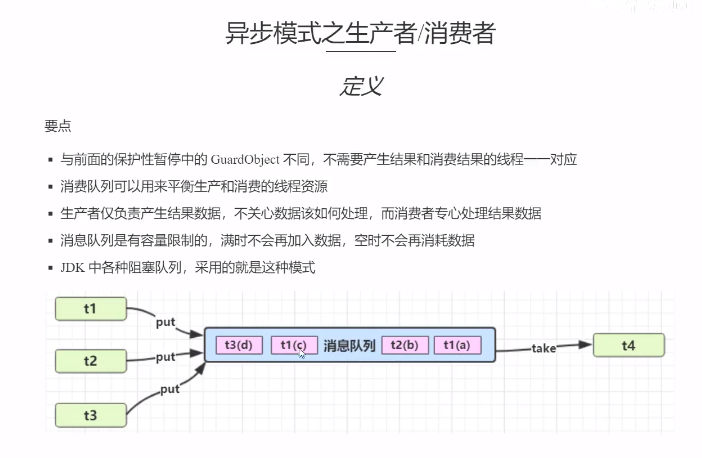 异步模式之生产者/消费者
定义
要点
与前面的保护性暂停中的 GuardObject 不同，不需要产生结果和消费结果的线程一一对应
消费队列可以用来平衡生产和消费的线程资源
生产者仅负责产生结果数据，不关心数据该如何处理，而消费者专心处理结果数据
消息队列是有容量限制的，满时不会再加入数据，空时不会再消耗数据
JDK 中各种阻塞队列，采用的就是这种模式
t1
put
t2
put
t3
put
t3(d) t1(c) 消息队列 t2(b) t1(a)
take
t4